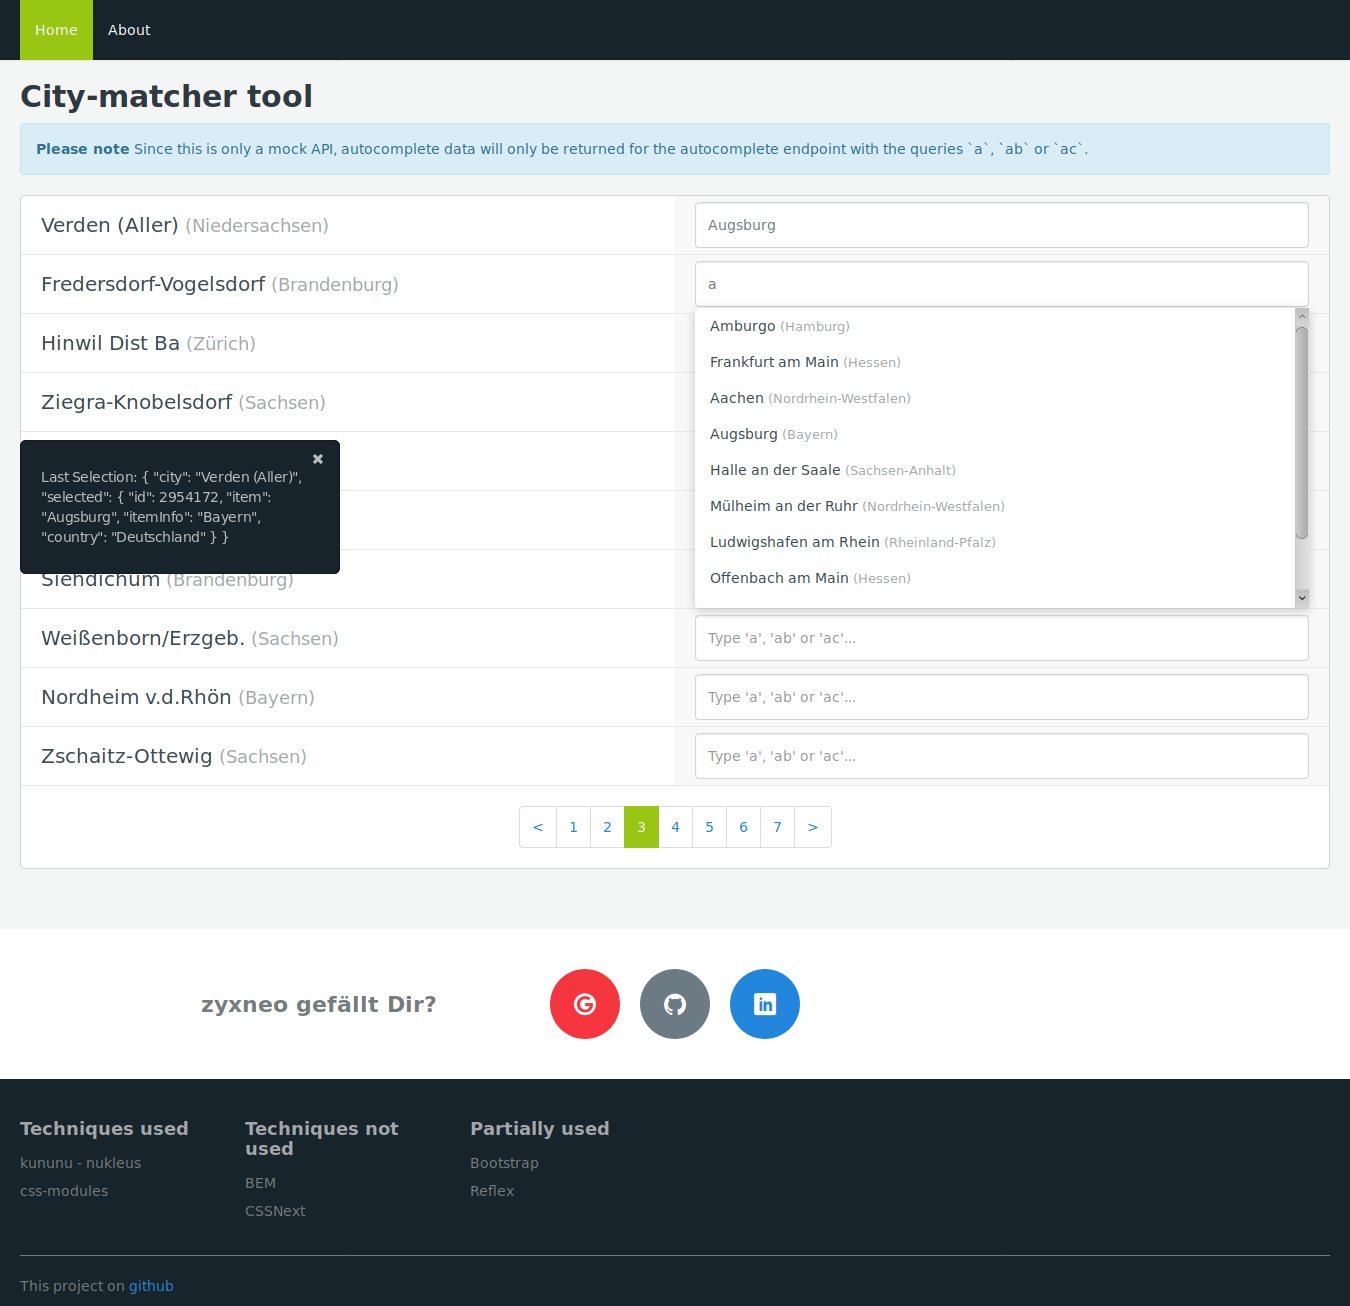 Home About
City-matcher tool
Please note Since this is only a mock API, autocomplete data will only be returned for the autocomplete endpoint with the queries `a`, `ab` or `ac`.
Verden (Aller) (Niedersachsen)
Augsburg
Fredersdorf-Vogelsdorf (Brandenburg)
a
Hinwil Dist Ba (Zürich)
Ziegra-Knobelsdorf (Sachsen)
Amburgo (Hamburg)
Frankfurt am Main (Hessen)
Aachen (Nordrhein-Westfalen)
Augsburg (Bayern)
Halle an der Saale (Sachsen-Anhalt)
Mülheim an der Ruhr (Nordrhein-Westfalen)
Ludwigshafen am Rhein (Rheinland-Pfalz)
Offenbach am Main (Hessen)
Last Selection: { "city": "Verden (Aller)",
"selected": { "id": 2954172, "item":
"Augsburg", "itemInfo": "Bayern",
"country": "Deutschland" } }
Siehdichum (Brandenburg)
Weißenborn/Erzgeb. (Sachsen)
Type 'a', 'ab' or 'ac'...
Nordheim v.d.Rhön (Bayern)
Type 'a', 'ab' or 'ac'...
Zschaitz-Ottewig (Sachsen)
Type 'a', 'ab' or 'ac'...
< 1 2 3 4 5 6 7 >
zyxneo gefällt Dir?
Techniques used
kununu - nukleus
css-modules
Techniques not
used
BEM
CSSNext
Partially used
Bootstrap
Reflex
This project on github